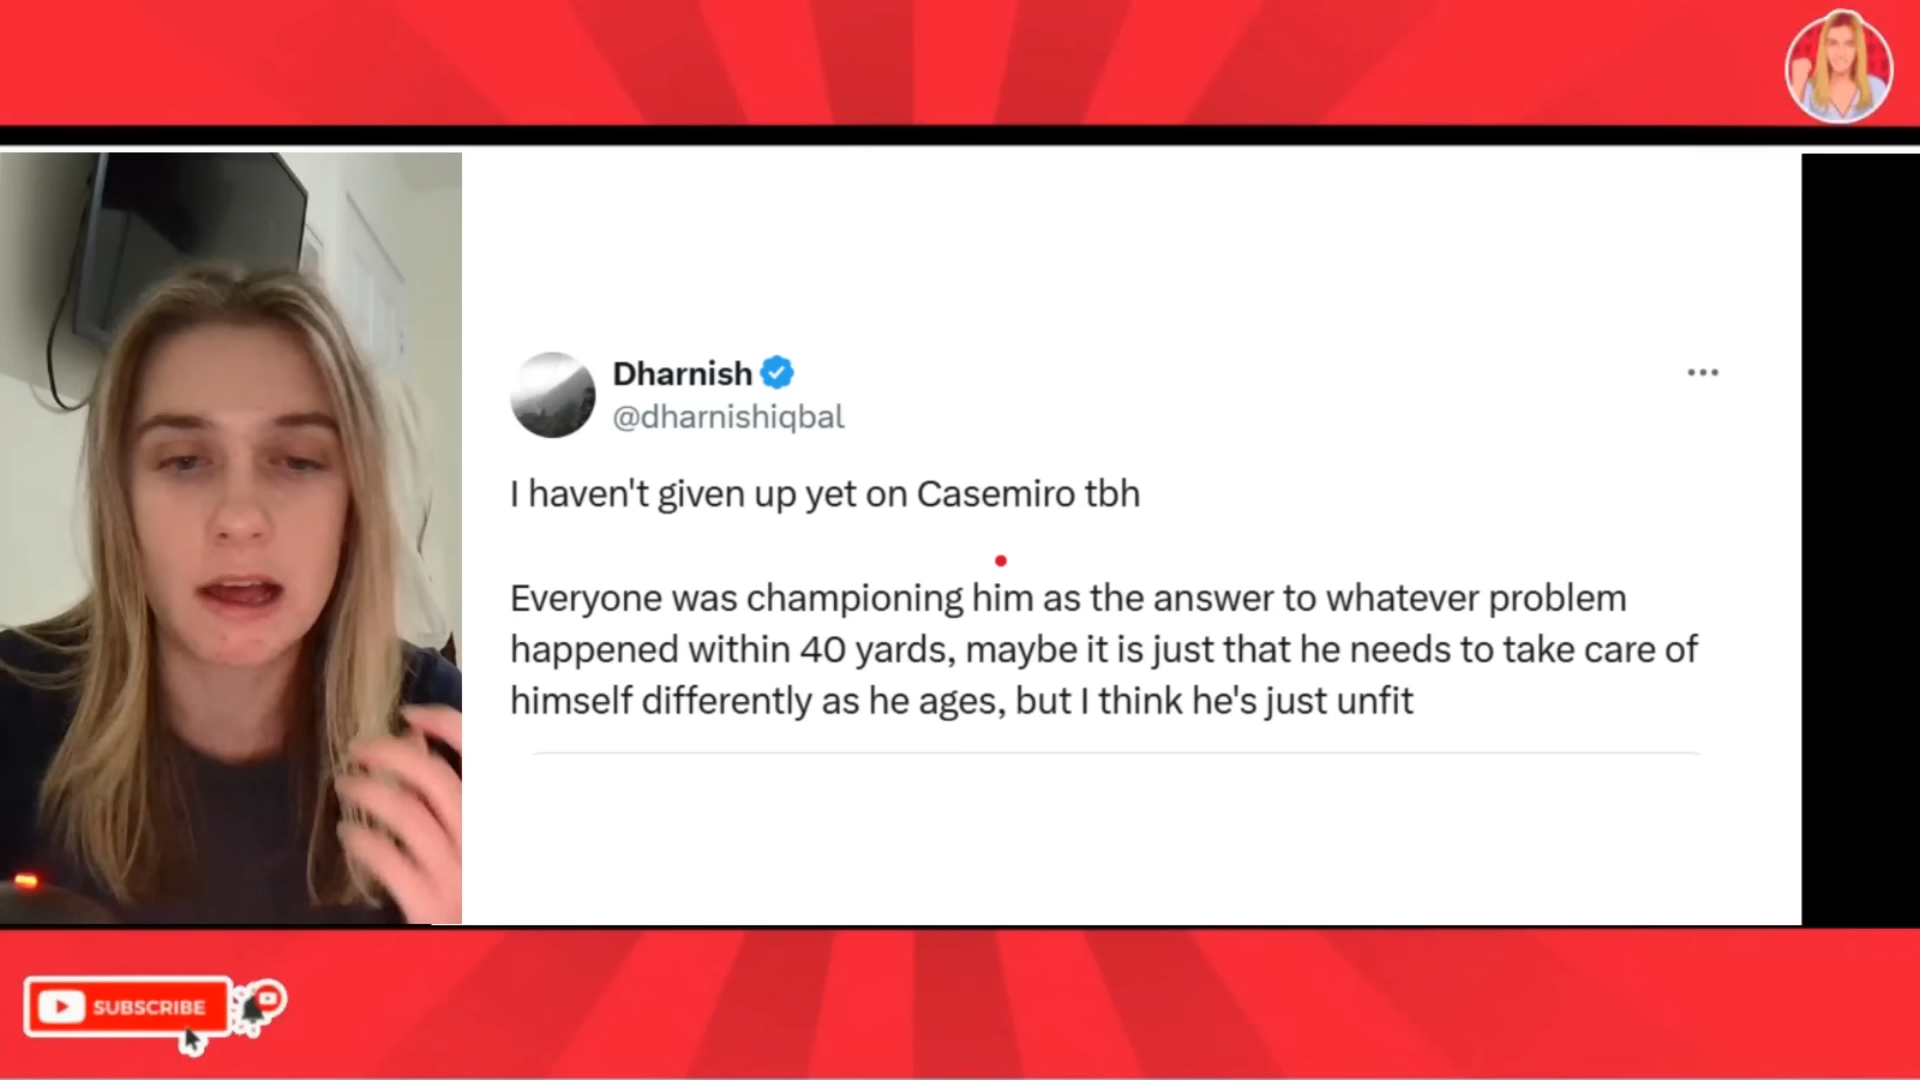 Dharnish
@dharnishiqbal
I haven't given up yet on Casemiro tbh
Everyone was championing him as the answer to whatever problem
happened within 40 yards, maybe it is just that he needs to take care of
himself differently as he ages, but I think he's just unfit
SUBSCRIBE